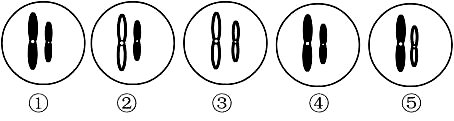 ① ② ③ ④ ⑤